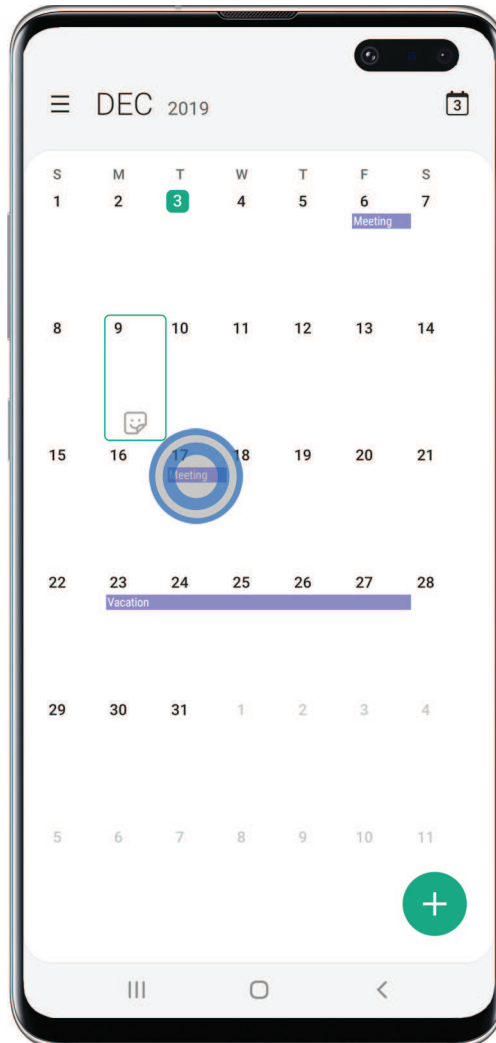 DEC 2019
3
S M T W T F S
1 2 3 4 5 6 7
Meeting
8 9 10 11 12 13 14
15 16 17 18 19 20 21
Meeting
22 23 24 25 26 27 28
Vacation
29 30 31 1 2 3 4
5 6 7 8 9 10 11